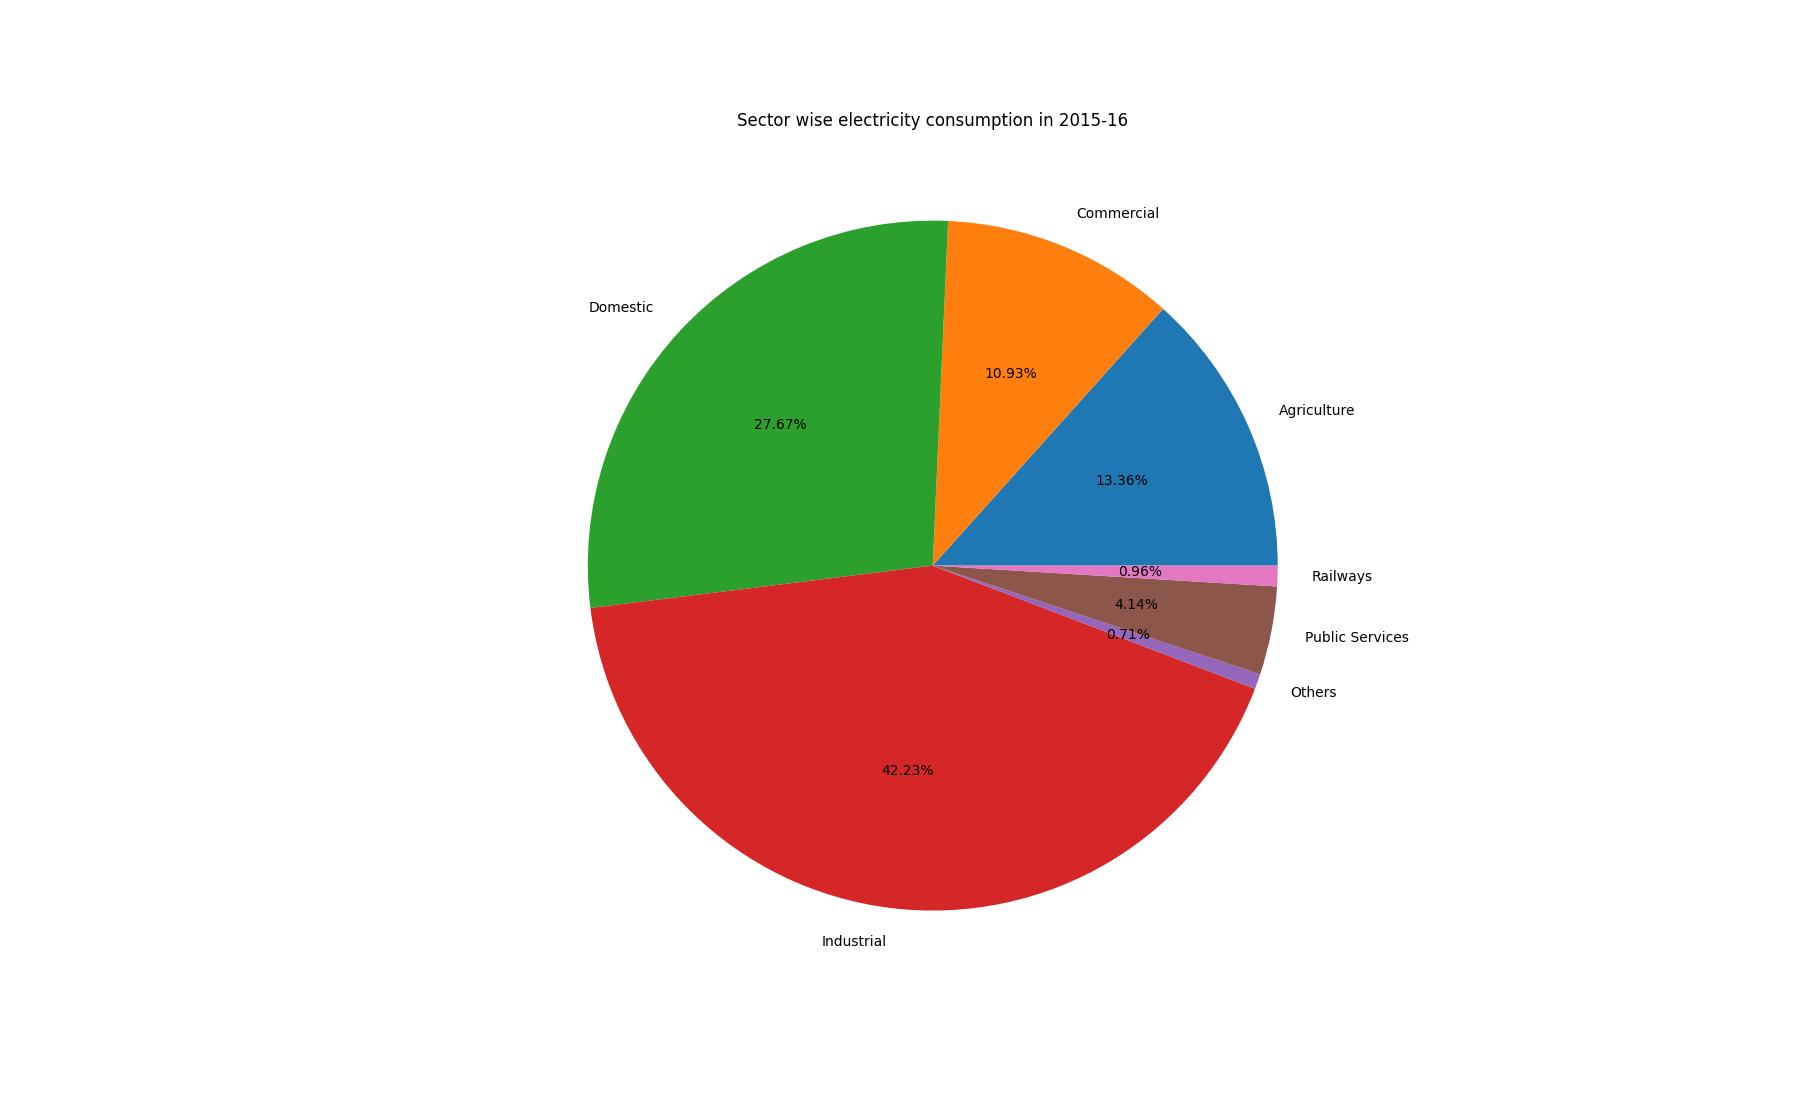 Sector wise electricity consumption in 2015-16
Commercial
Domestic
10.93%
Agriculture
27.67%
13.36%
0.96%
Railways
4.14%
0.71%
Public Services
Others
42.23%
Industrial